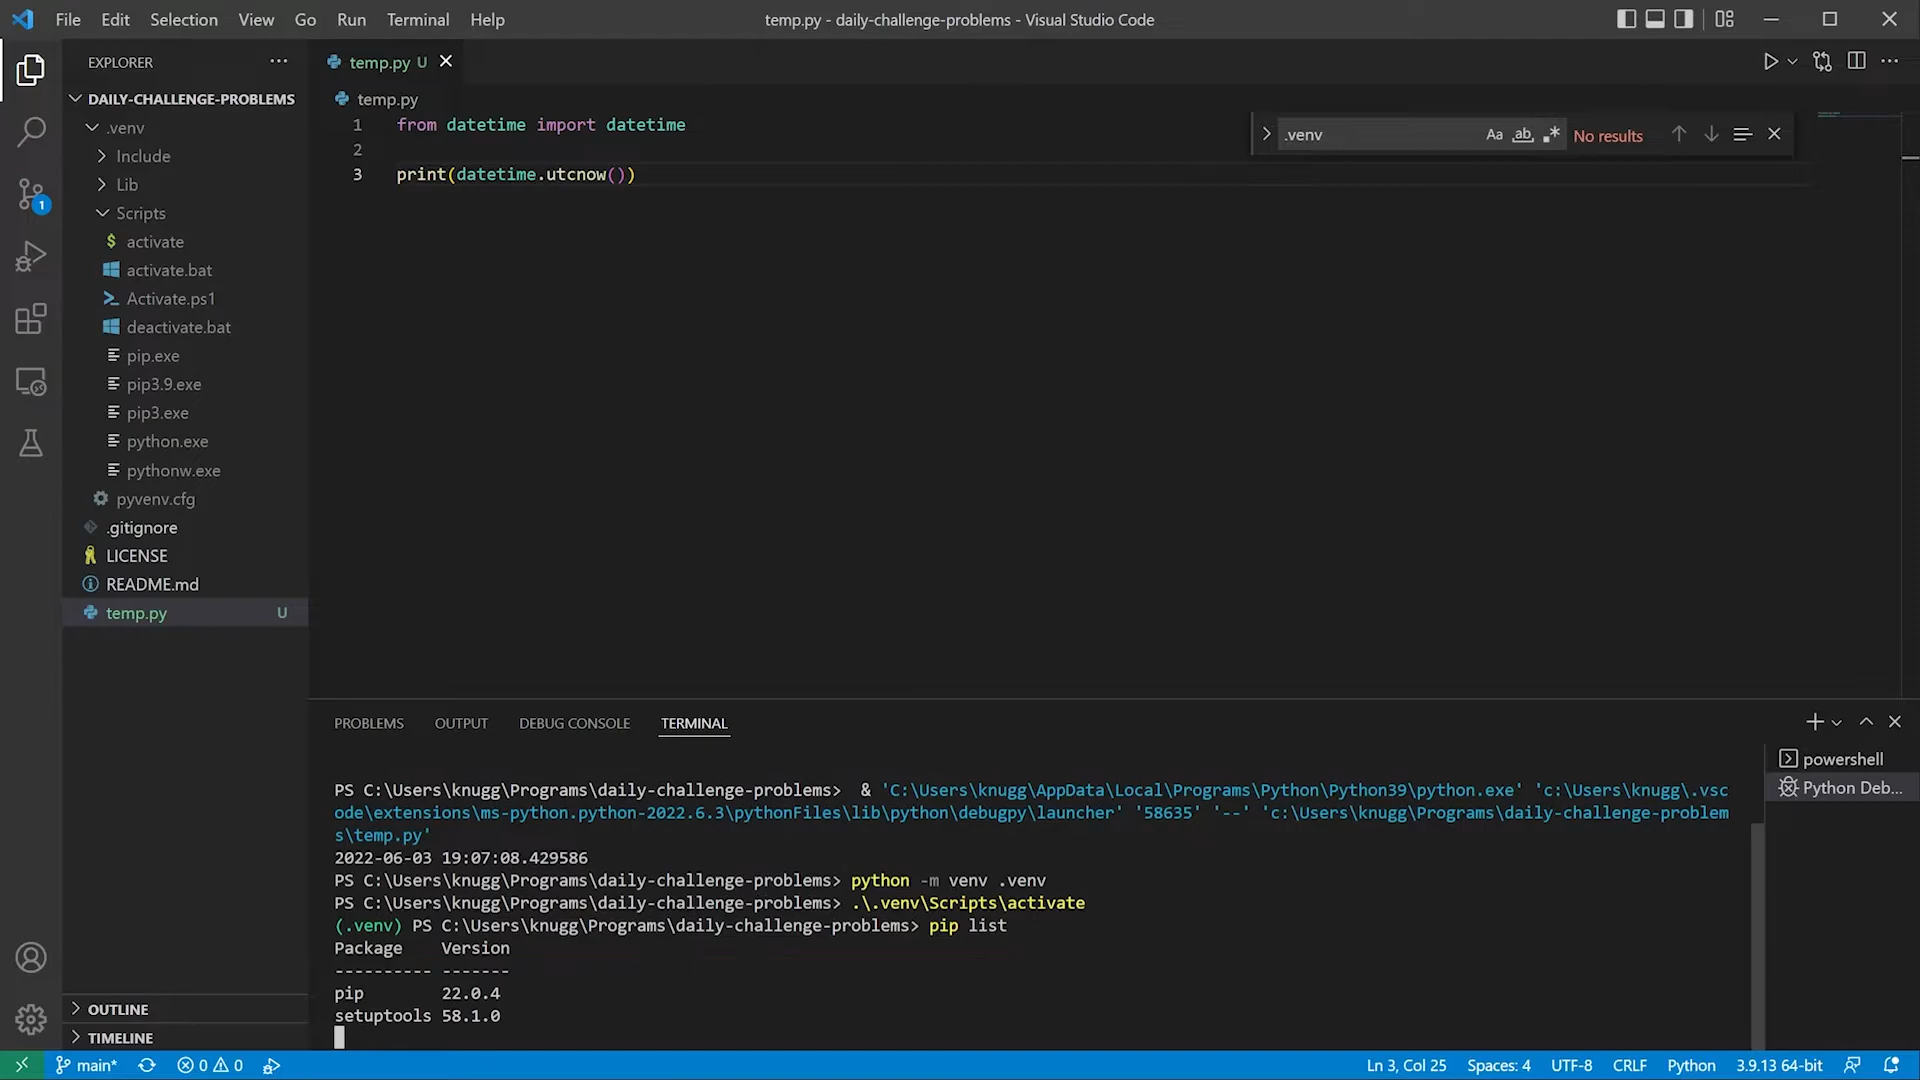 File Edit Selection View Go Run Terminal Help
temp.py - daily-challenge-problems - Visual Studio Code
EXPLORER
temp.py U
DAILY-CHALLENGE-PROBLEMS
.venv
Include
Lib
Scripts
activate
activate.bat
Activate.ps1
deactivate.bat
pip.exe
pip3.9.exe
pip3.exe
python.exe
pythonw.exe
pyvenv.cfg
.gitignore
LICENSE
README.md
temp.py U
OUTLINE
TIMELINE
1
temp.py
1 from datetime import datetime
2
3 print(datetime.utcnow())
.venv Aa ab .* No results
PROBLEMS OUTPUT DEBUG CONSOLE TERMINAL
powershell
Python Deb...
PS C:\Users\knugg\Programs\daily-challenge-problems>  & 'C:\Users\knugg\AppData\Local\Programs\Python\Python39\python.exe' 'c:\Users\knugg\.vsc
ode\extensions\ms-python.python-2022.6.3\pythonFiles\lib\python\debugpy\launcher' '58635' '--' 'c:\Users\knugg\Programs\daily-challenge-problem
s\temp.py'
2022-06-03 19:07:08.429586
PS C:\Users\knugg\Programs\daily-challenge-problems> python -m venv .venv
PS C:\Users\knugg\Programs\daily-challenge-problems> .\.venv\Scripts\activate
(.venv) PS C:\Users\knugg\Programs\daily-challenge-problems> pip list
Package    Version
---------- -------
pip        22.0.4
setuptools 58.1.0
main* 0 0 Ln 3, Col 25 Spaces: 4 UTF-8 CRLF Python 3.9.13 64-bit